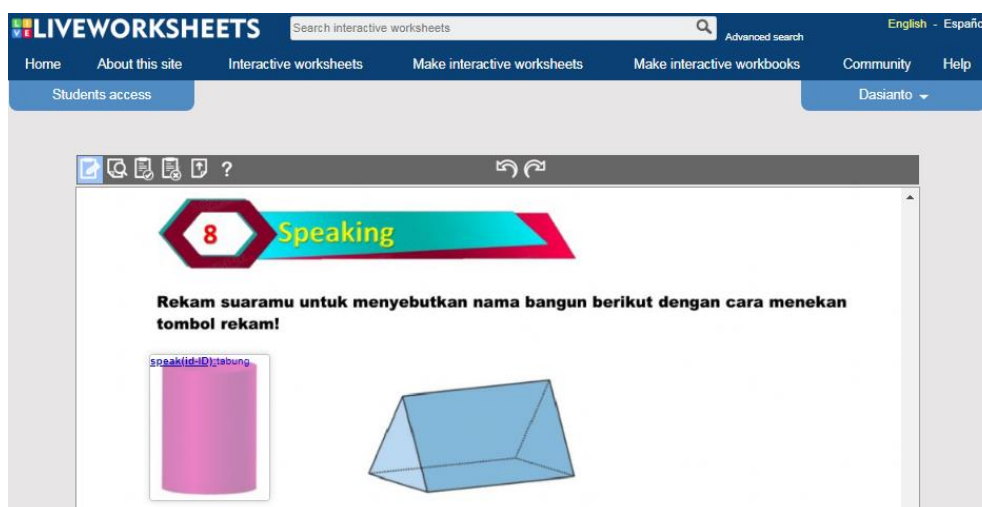 LIVEWORKSHEETS
Search interactive worksheets
Advanced search
English - Españo
Home About this site Interactive worksheets Make interactive worksheets Make interactive workbooks Community Help
Students access Dasianto
?
8 Speaking
Rekam suaramu untuk menyebutkan nama bangun berikut dengan cara menekan
tombol rekam!
speak(id-ID):tabung